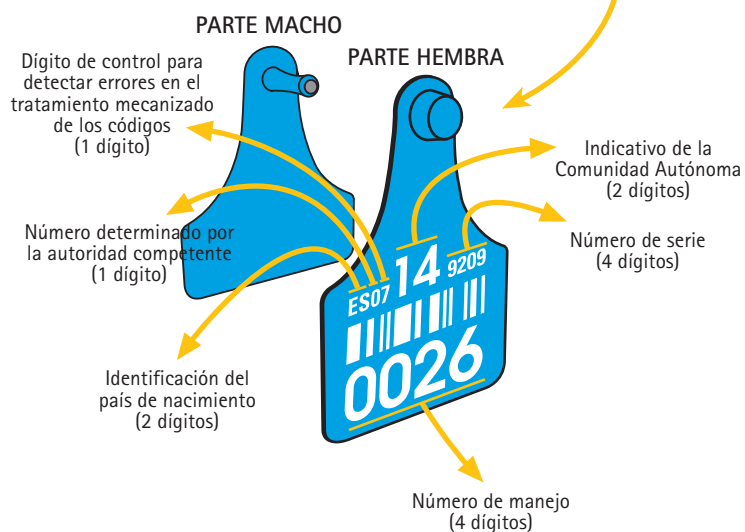 PARTE MACHO
PARTE HEMBRA
Dígito de control para
detectar errores en el
tratamiento mecanizado
de los códigos
(1 dígito)
Indicativo de la
Comunidad Autónoma
(2 dígitos)
Número determinado por
la autoridad competente
(1 dígito)
Número de serie
(4 dígitos)
ES07 14 9209
0026
Identificación del
país de nacimiento
(2 dígitos)
Número de manejo
(4 dígitos)